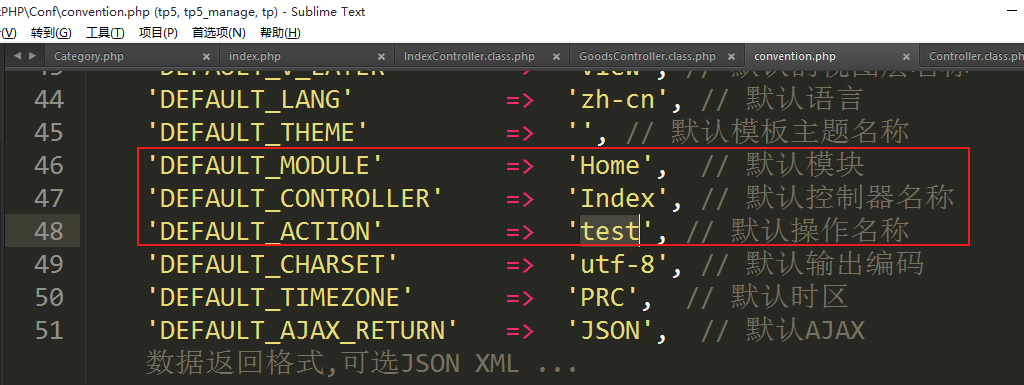 PHP\Conf\convention.php (tp5, tp5_manage, tp) - Sublime Text
(V) 转到(G) 工具(T) 项目(P) 首选项(N) 帮助(H)
Category.php × index.php × IndexController.class.php × GoodsController.class.php × convention.php × Controller.class.ph
'DEFAULT_V_LAYER' => 'View', // 默认的视图层名称
44 'DEFAULT_LANG' => 'zh-cn', // 默认语言
45 'DEFAULT_THEME' => '', // 默认模板主题名称
46 'DEFAULT_MODULE' => 'Home', // 默认模块
47 'DEFAULT_CONTROLLER' => 'Index', // 默认控制器名称
48 'DEFAULT_ACTION' => 'test', // 默认操作名称
49 'DEFAULT_CHARSET' => 'utf-8', // 默认输出编码
50 'DEFAULT_TIMEZONE' => 'PRC', // 默认时区
51 'DEFAULT_AJAX_RETURN' => 'JSON', // 默认AJAX
数据返回格式,可选JSON XML ...